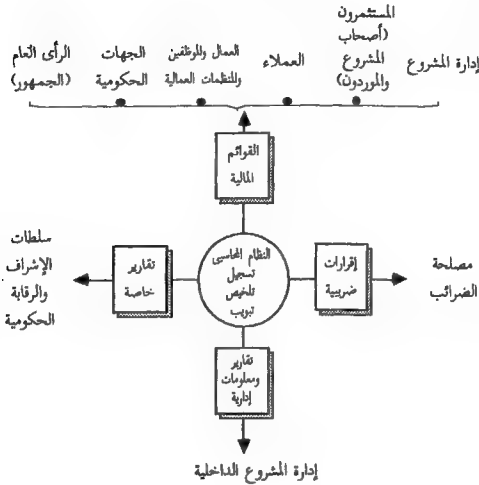 إدارة المشروع
المستثمرون
(أصحاب
المشروع
والموردون)
العملاء
العمال والموظفين
والمنظمات العمالية
الجهات
الحكومية
الرأى العام
(الجمهور)
القوائم
المالية
مصلحة
الضرائب
إقرارات
ضريبية
النظام المحاسبى
تسجيل
تلخيص
تبويب
تقارير
خاصة
سلطات
الإشراف
والرقابة
الحكومية
تقارير
ومعلومات
إدارية
إدارة المشروع الداخلية